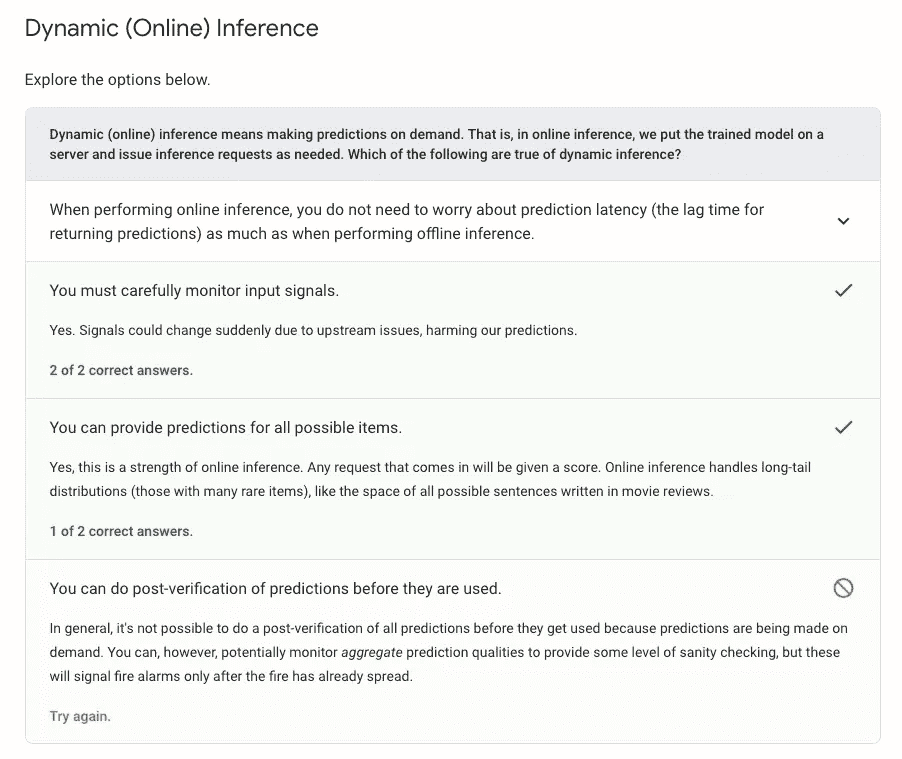 Dynamic (Online) Inference
Explore the options below.
Dynamic (online) inference means making predictions on demand. That is, in online inference, we put the trained model on a
server and issue inference requests as needed. Which of the following are true of dynamic inference?
When performing online inference, you do not need to worry about prediction latency (the lag time for
returning predictions) as much as when performing offline inference.
You must carefully monitor input signals.
Yes. Signals could change suddenly due to upstream issues, harming our predictions.
2 of 2 correct answers.
You can provide predictions for all possible items.
Yes, this is a strength of online inference. Any request that comes in will be given a score. Online inference handles long-tail
distributions (those with many rare items), like the space of all possible sentences written in movie reviews.
1 of 2 correct answers.
You can do post-verification of predictions before they are used.
In general, it's not possible to do a post-verification of all predictions before they get used because predictions are being made on
demand. You can, however, potentially monitor aggregate prediction qualities to provide some level of sanity checking, but these
will signal fire alarms only after the fire has already spread.
Try again.